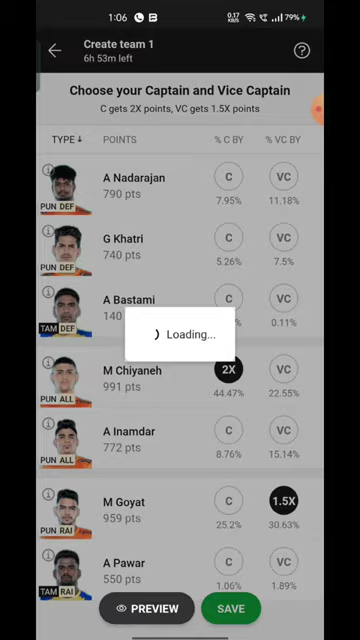 1:06 0.17 KB/S 79%
Create team 1
6h 53m left
Choose your Captain and Vice Captain
C gets 2X points, VC gets 1.5X points
TYPE POINTS % C BY % VC BY
A Nadarajan C VC
790 pts 7.95% 11.18%
PUN DEF
G Khatri C VC
740 pts 5.26% 7.5%
PUN DEF
A Bastami C VC
140 0.11%
TAM DEF
Loading...
M Chiyaneh 2X VC
991 pts 44.47% 22.55%
PUN ALL
A Inamdar C VC
772 pts 8.76% 15.14%
PUN ALL
M Goyat C 1.5X
959 pts 25.2% 30.63%
PUN RAI
A Pawar C VC
550 pts 1.06% 1.89%
TAM RAI
PREVIEW SAVE